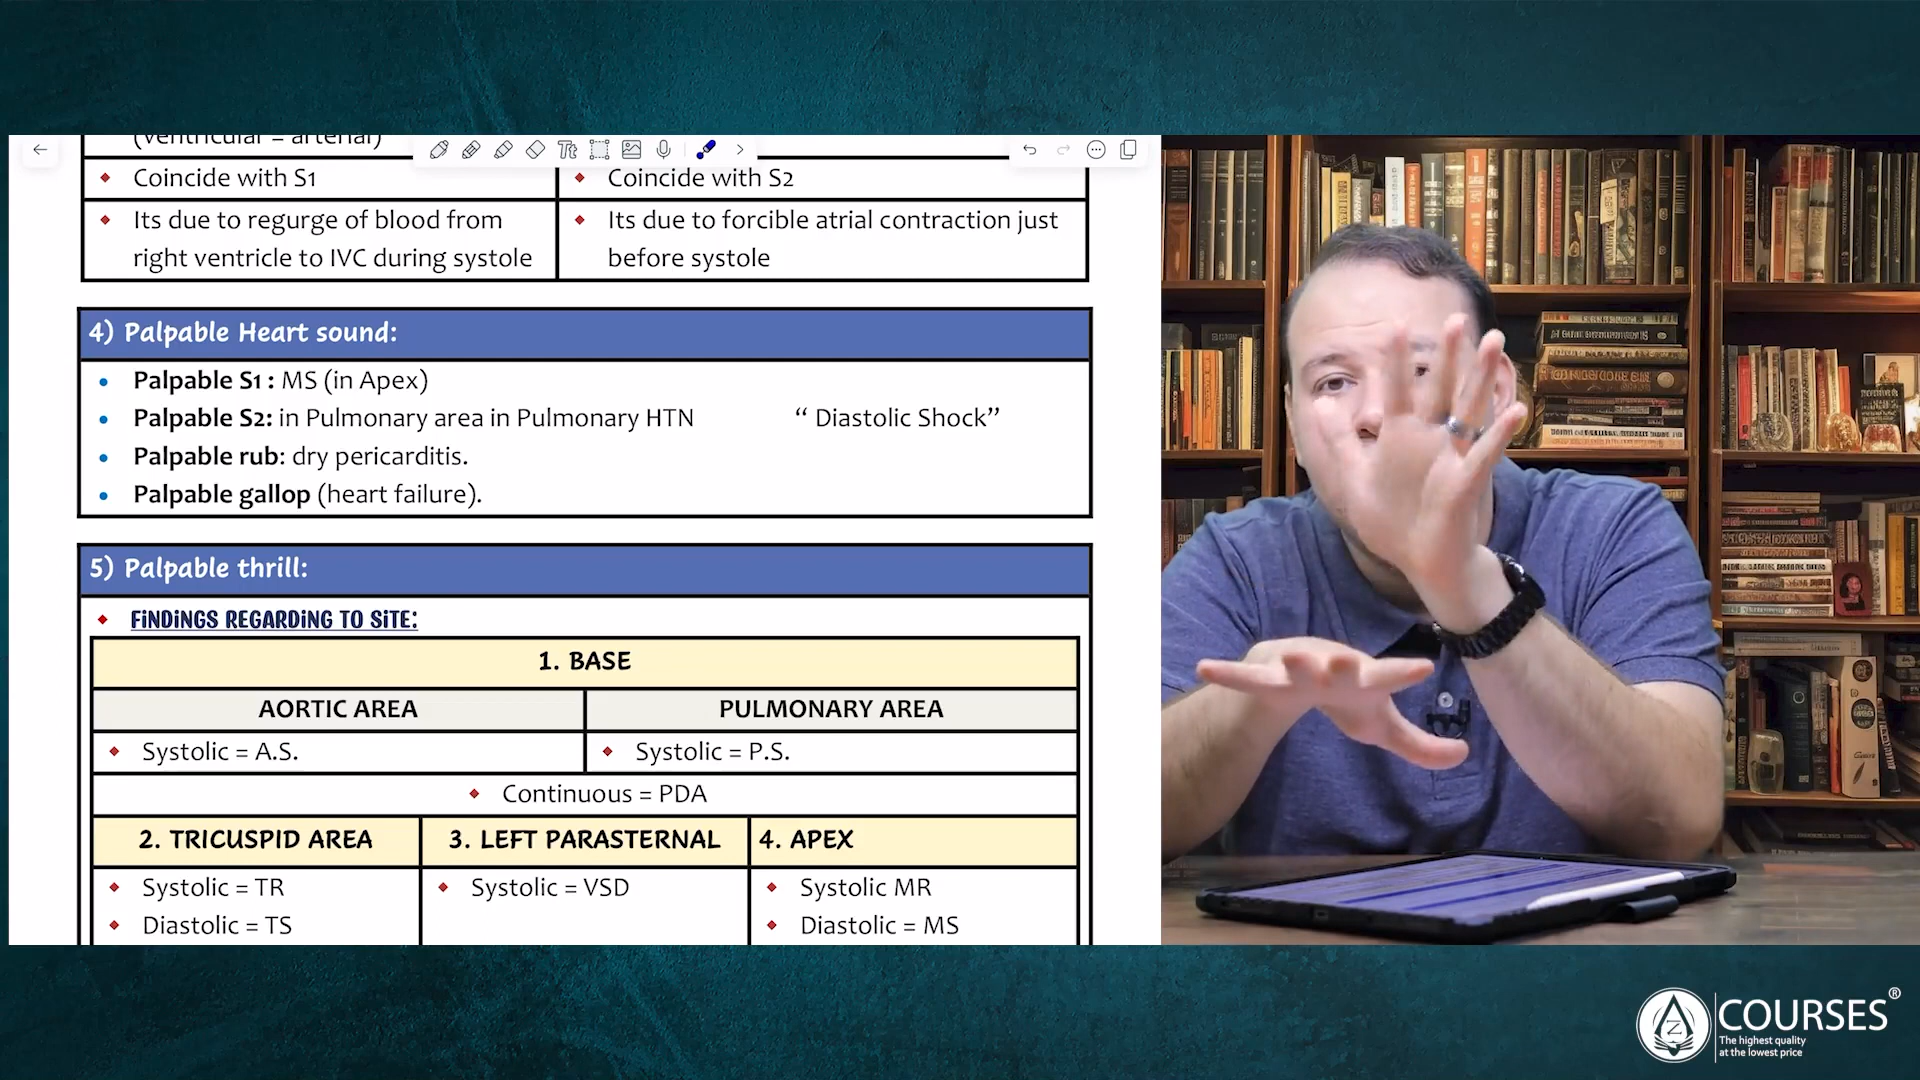 (ventricular = arterial)
Coincide with S1
Coincide with S2
Its due to regurge of blood from
right ventricle to IVC during systole
Its due to forcible atrial contraction just
before systole
4) Palpable Heart sound:
Palpable S1 : MS (in Apex)
Palpable S2: in Pulmonary area in Pulmonary HTN “ Diastolic Shock”
Palpable rub: dry pericarditis.
Palpable gallop (heart failure).
5) Palpable thrill:
FINDINGS REGARDING TO SITE:
1. BASE
AORTIC AREA
PULMONARY AREA
Systolic = A.S.
Systolic = P.S.
Continuous = PDA
2. TRICUSPID AREA
3. LEFT PARASTERNAL
4. APEX
Systolic = TR
Diastolic = TS
Systolic = VSD
Systolic MR
Diastolic = MS
Tt
COURSES®
The highest quality
at the lowest price